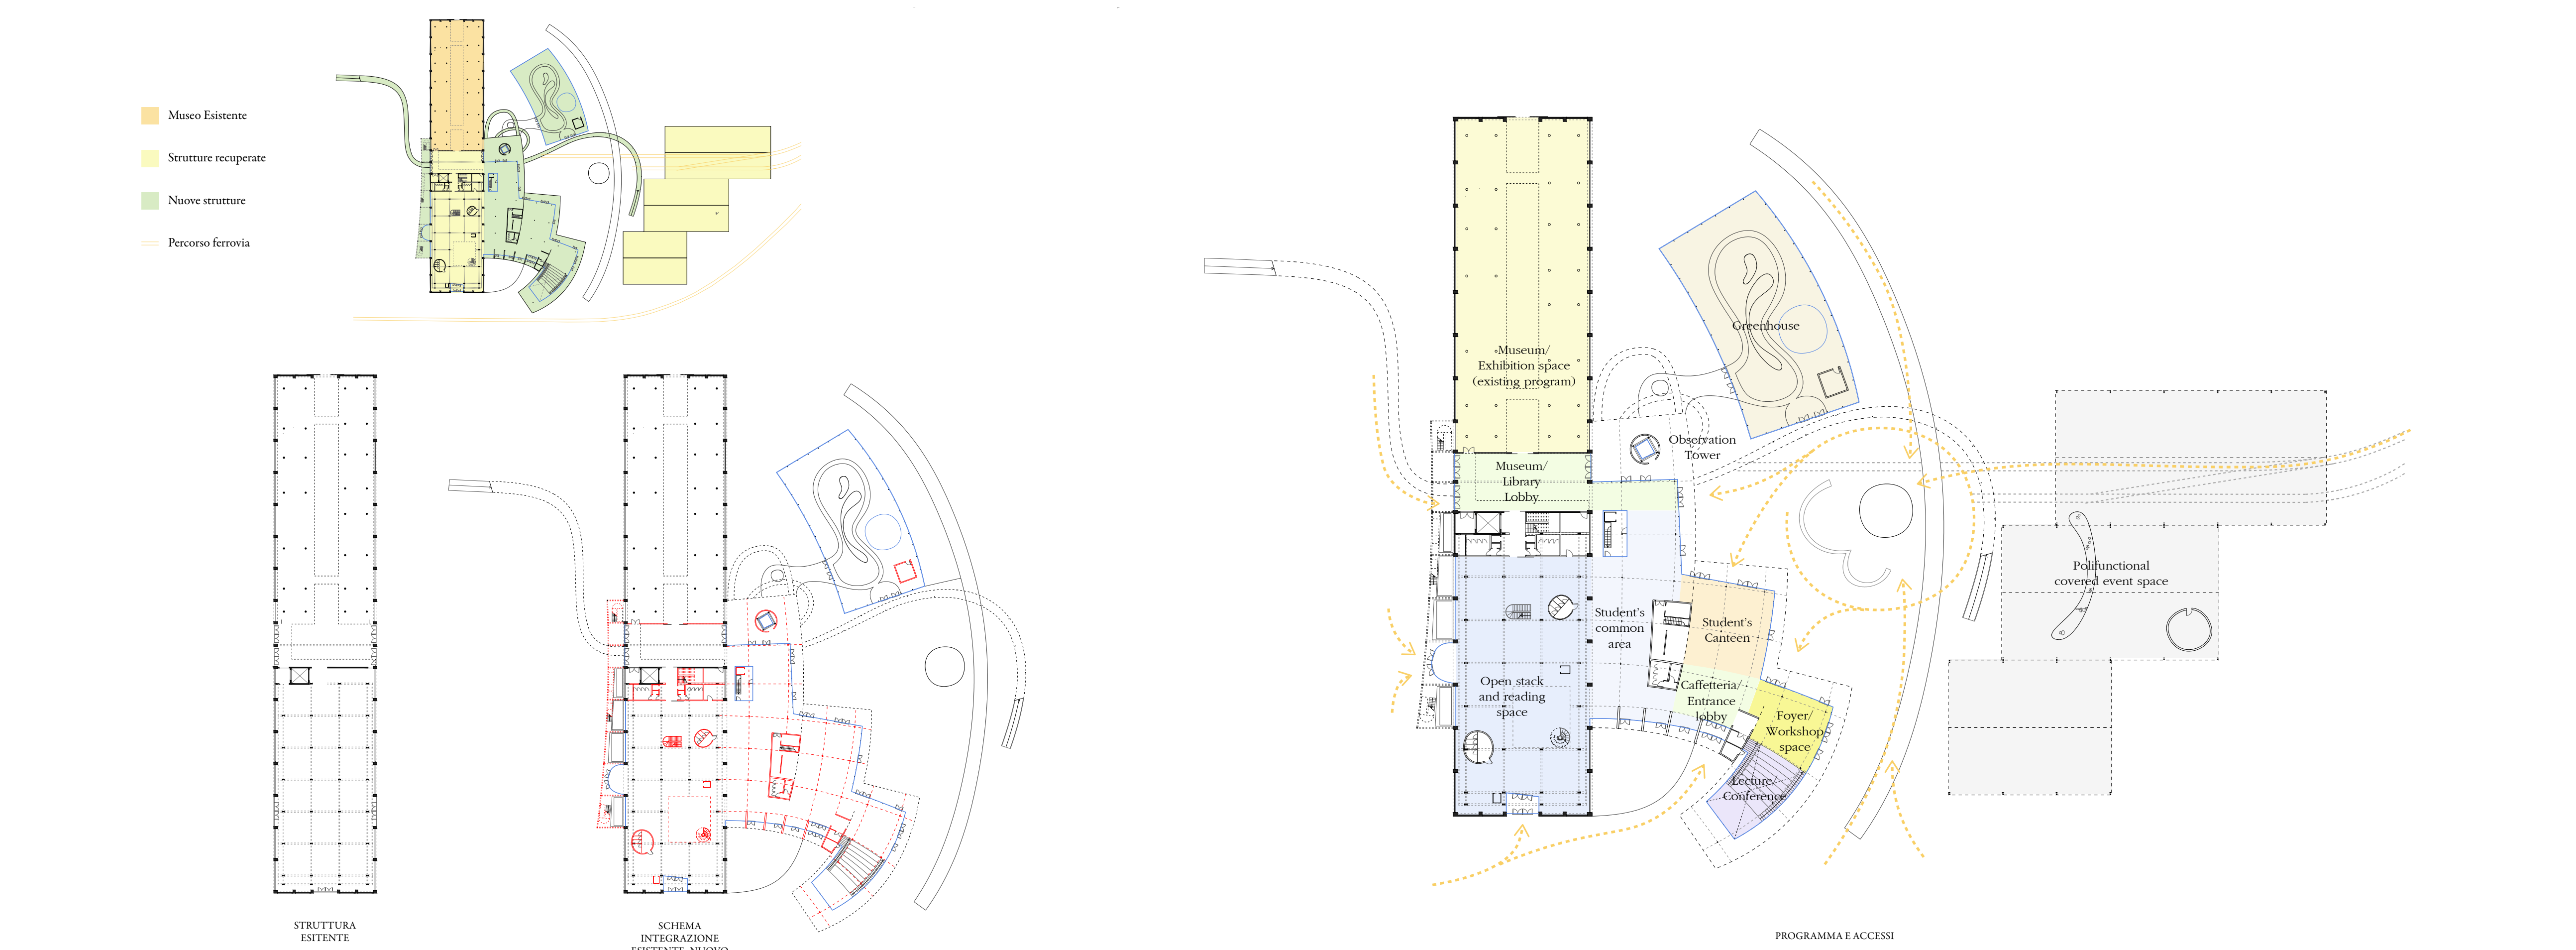 Museo Esistente
Strutture recuperate
Nuove strutture
Percorso ferrovia
STRUTTURA
ESITENTE
SCHEMA
INTEGRAZIONE
ESISTENTE-NUOVO
Museum/
Exhibition space
(existing program)
Greenhouse
Observation
Tower
Museum/
Library
Lobby
Student's
common
area
Student's
Canteen
Open stack
and reading
space
Caffetteria/
Entrance
lobby
Foyer/
Workshop
space
Lecture/
Conference
Polifunctional
covered event space
PROGRAMMA E ACCESSI